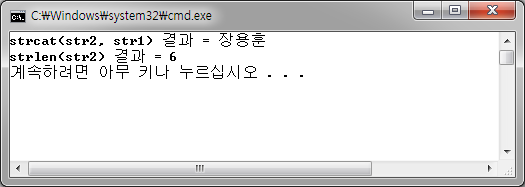 C:₩Windows₩system32₩cmd.exe
strcat(str2, str1) 결과 = 장용훈
strlen(str2) 결과 = 6
계속하려면 아무 키나 누르십시오 . . .